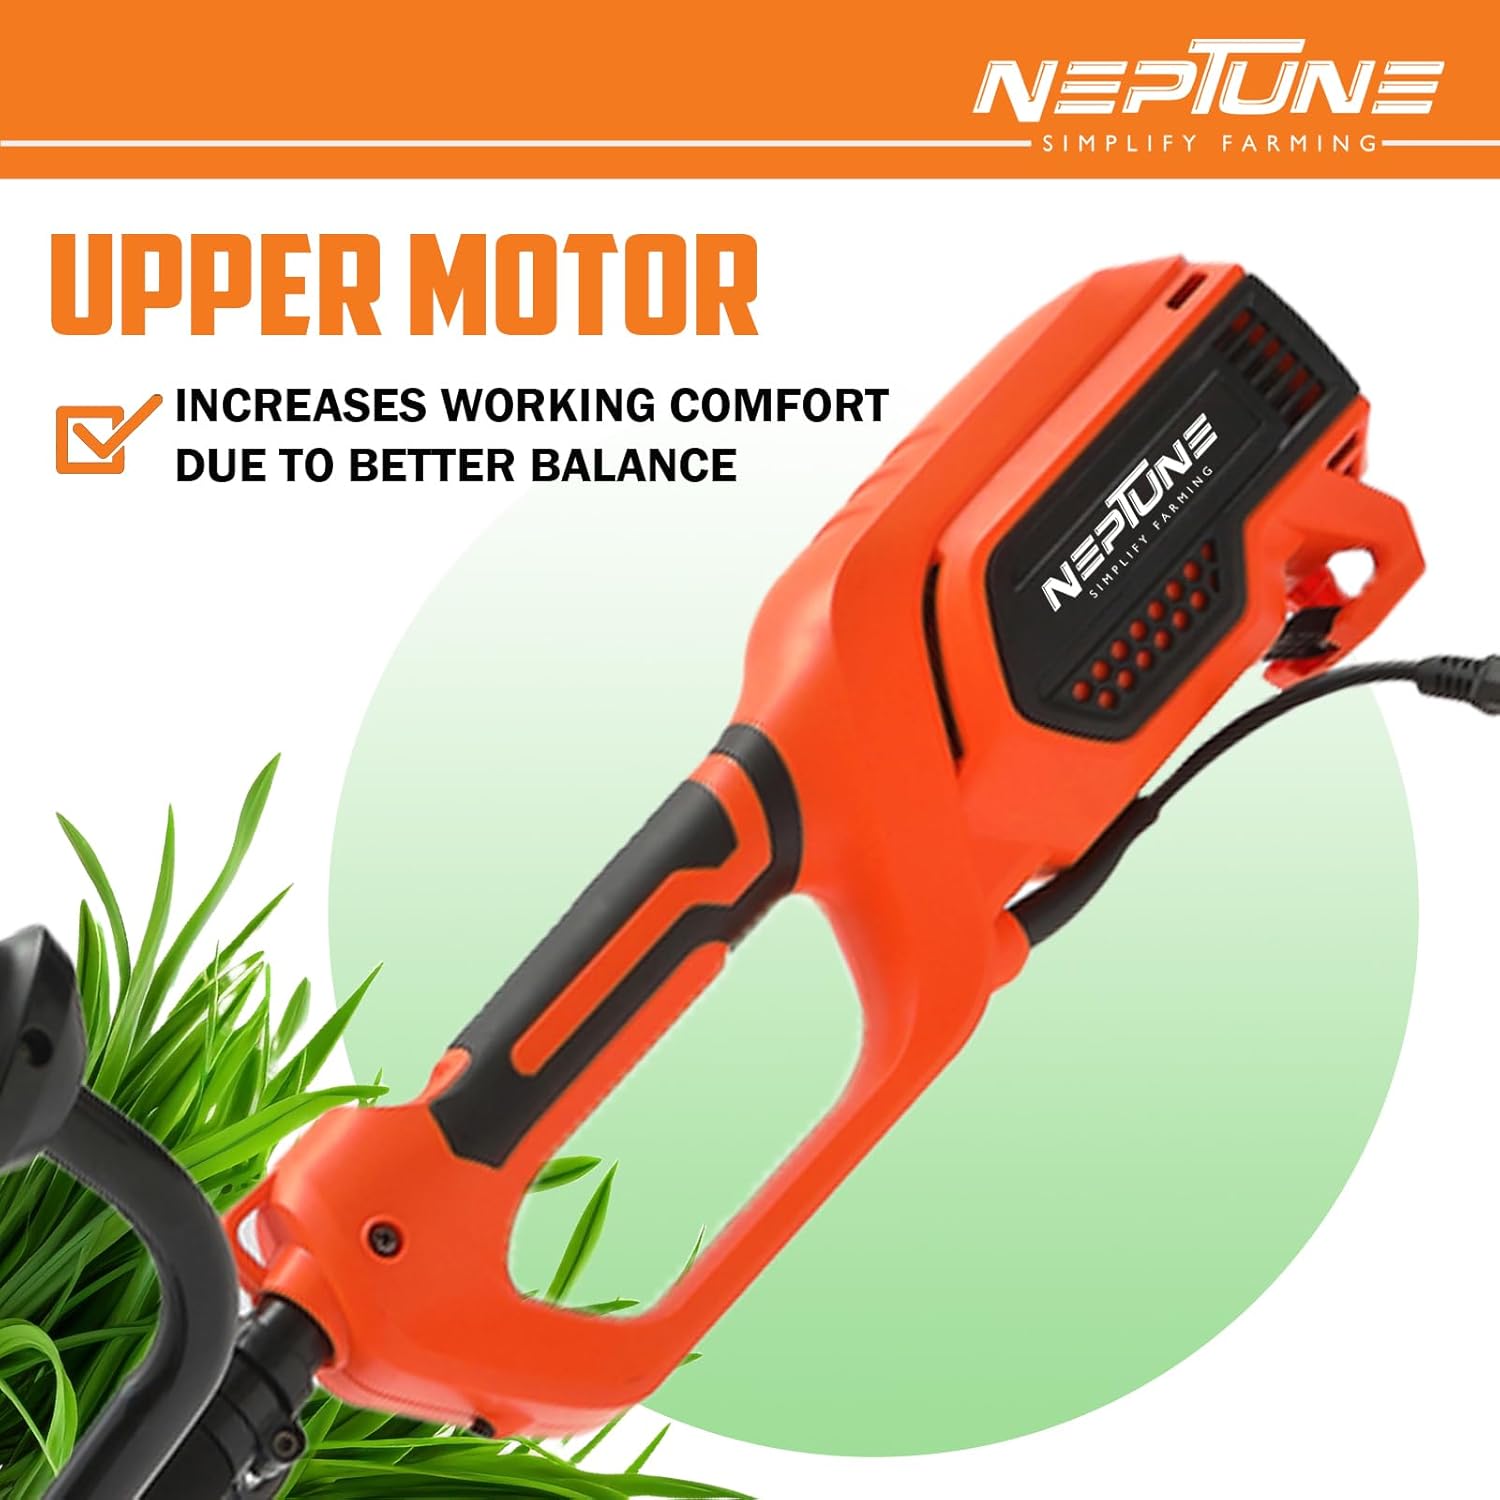 NEPTUNE
SIMPLIFY FARMING
UPPER MOTOR
INCREASES WORKING COMFORT
DUE TO BETTER BALANCE
NEPTUNE
SIMPLIFY FARMING